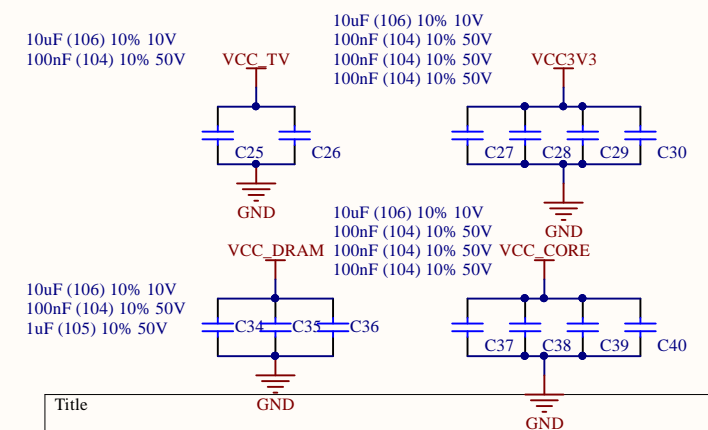 10uF (106) 10% 10V
100nF (104) 10% 50V
VCC_TV
C25
C26
GND
10uF (106) 10% 10V
100nF (104) 10% 50V
100nF (104) 10% 50V
100nF (104) 10% 50V
VCC3V3
C27
C28
C29
C30
GND
10uF (106) 10% 10V
100nF (104) 10% 50V
1uF (105) 10% 50V
VCC_DRAM
C34
C35
C36
GND
10uF (106) 10% 10V
100nF (104) 10% 50V
100nF (104) 10% 50V
100nF (104) 10% 50V
VCC_CORE
C37
C38
C39
C40
GND
Title